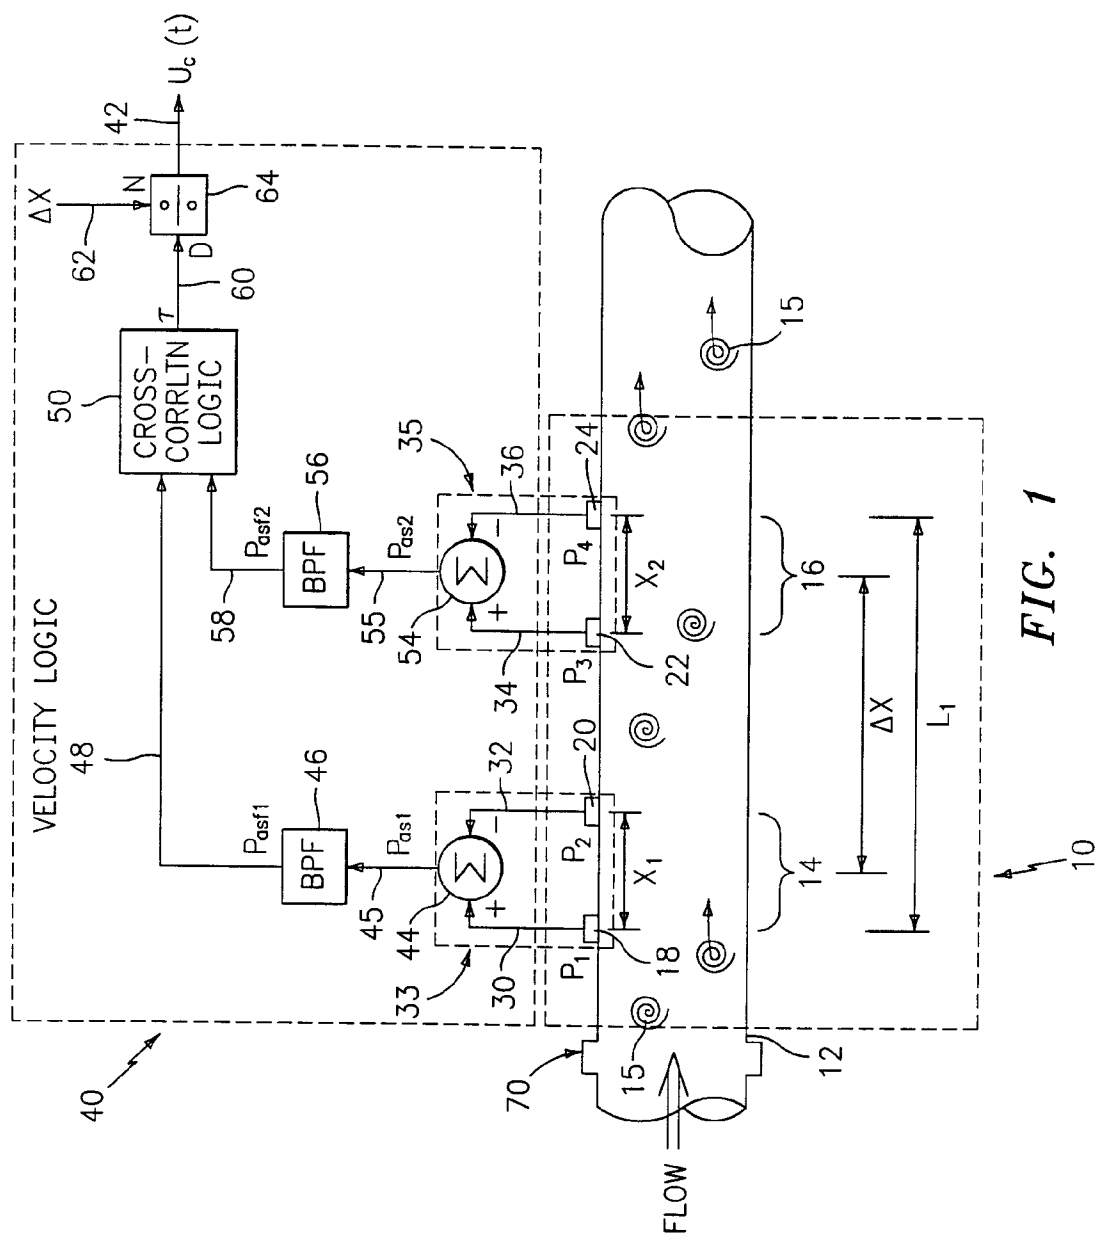 40
VELOCITY LOGIC
48
50
CROSS-
CORRLTN
LOGIC
τ
60
ΔX
62
N
D
64
42
Uc (t)
Pasf1
46
BPF
45
Pas1
44
Σ
+
−
33
30
32
Pasf2
58
56
BPF
55
Pas2
54
Σ
+
−
35
34
36
70
P1
18
P2
20
X1
P3
22
P4
24
X2
FLOW
15
15
12
14
16
ΔX
L1
10
FIG. 1